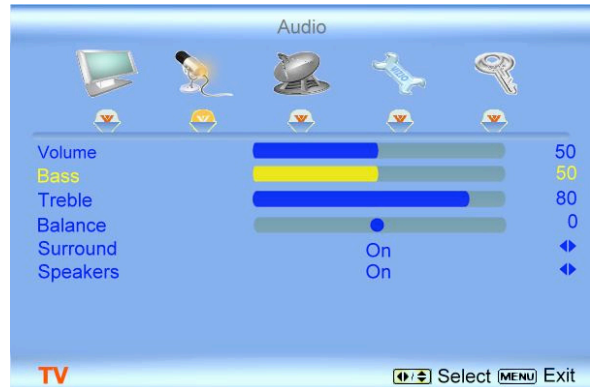 Audio
Volume 50
Bass 50
Treble 80
Balance 0
Surround On
Speakers On
TV Select MENU Exit